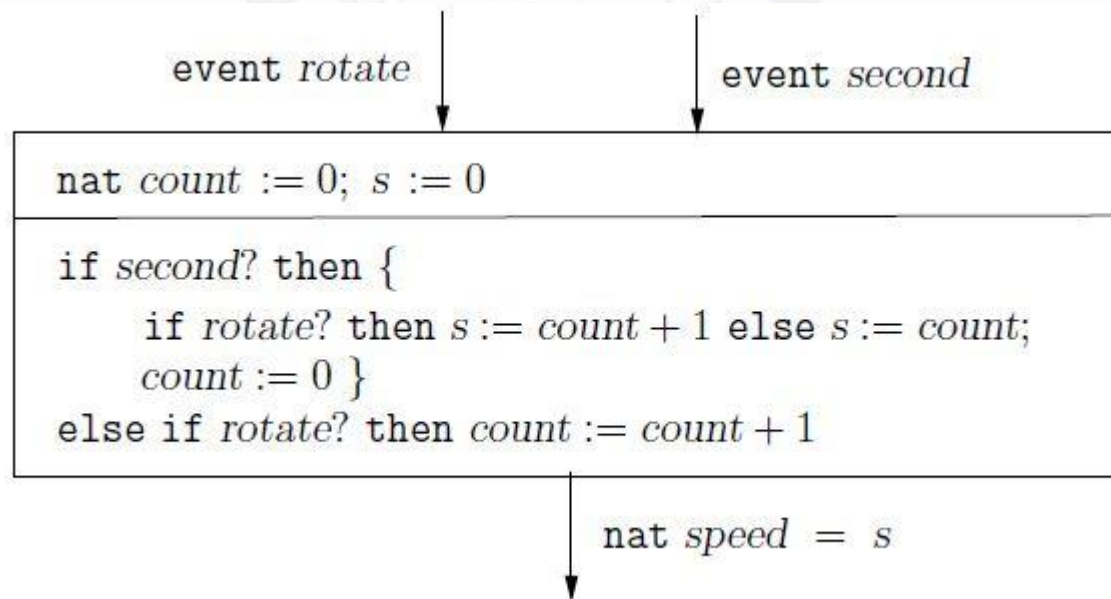 event rotate
event second
nat count := 0; s := 0
if second? then {
if rotate? then s := count + 1 else s := count;
count := 0 }
else if rotate? then count := count + 1
nat speed = s